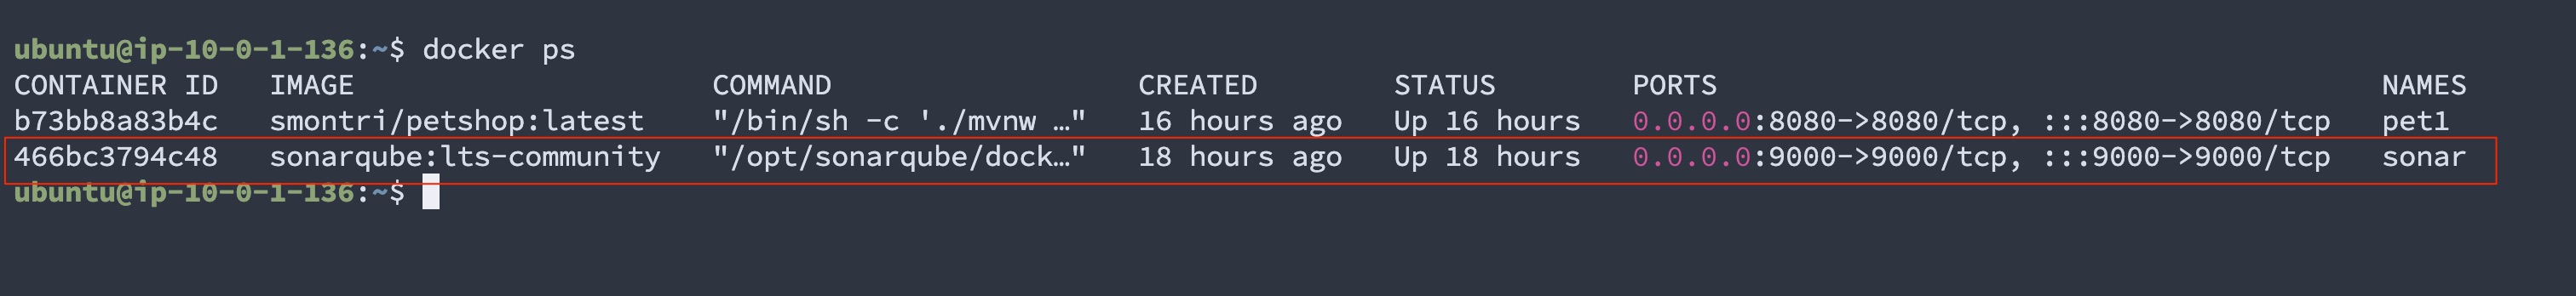 ubuntu@ip-10-0-1-136:~$ docker ps
CONTAINER ID   IMAGE                     COMMAND                  CREATED        STATUS        PORTS                                       NAMES
b73bb8a83b4c   smontri/petshop:latest    "/bin/sh -c './mvnw …"   16 hours ago   Up 16 hours   0.0.0.0:8080->8080/tcp, :::8080->8080/tcp   pet1
466bc3794c48   sonarqube:lts-community   "/opt/sonarqube/dock…"   18 hours ago   Up 18 hours   0.0.0.0:9000->9000/tcp, :::9000->9000/tcp   sonar
ubuntu@ip-10-0-1-136:~$